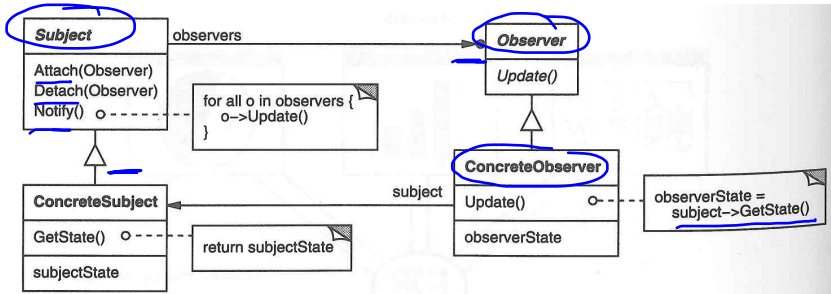 Subject
observers
Observer
Attach(Observer)
Detach(Observer)
Notify()
Update()
for all o in observers {
o->Update()
}
ConcreteSubject
subject
ConcreteObserver
GetState()
return subjectState
Update()
observerState =
subject->GetState()
subjectState
observerState